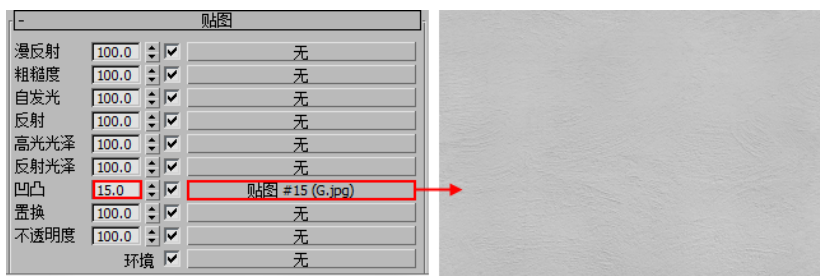 - 贴图
漫反射 100.0 无
粗糙度 100.0 无
自发光 100.0 无
反射 100.0 无
高光光泽 100.0 无
反射光泽 100.0 无
凹凸 15.0 贴图 #15 (G.jpg)
置换 100.0 无
不透明度 100.0 无
环境 无